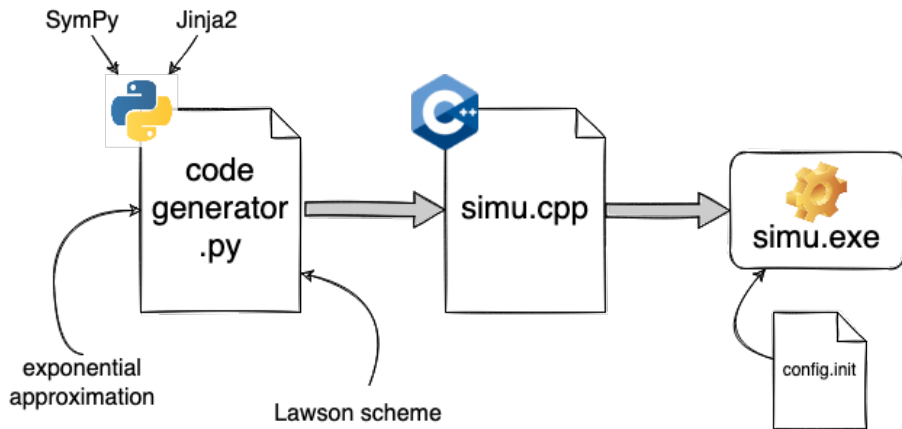 SymPy
Jinja2
code
generator
.py
C++
simu.cpp
simu.exe
config.init
exponential
approximation
Lawson scheme